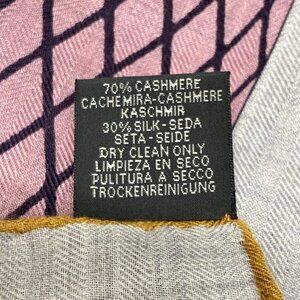 70% CASHMERE
CACHEMIRA-CASHMERE
KASCHMIR
30% SILK-SEDA
SETA-SEIDE
DRY CLEAN ONLY
LIMPIEZA EN SECO
PULITURA A SECCO
TROCKENREINIGUNG